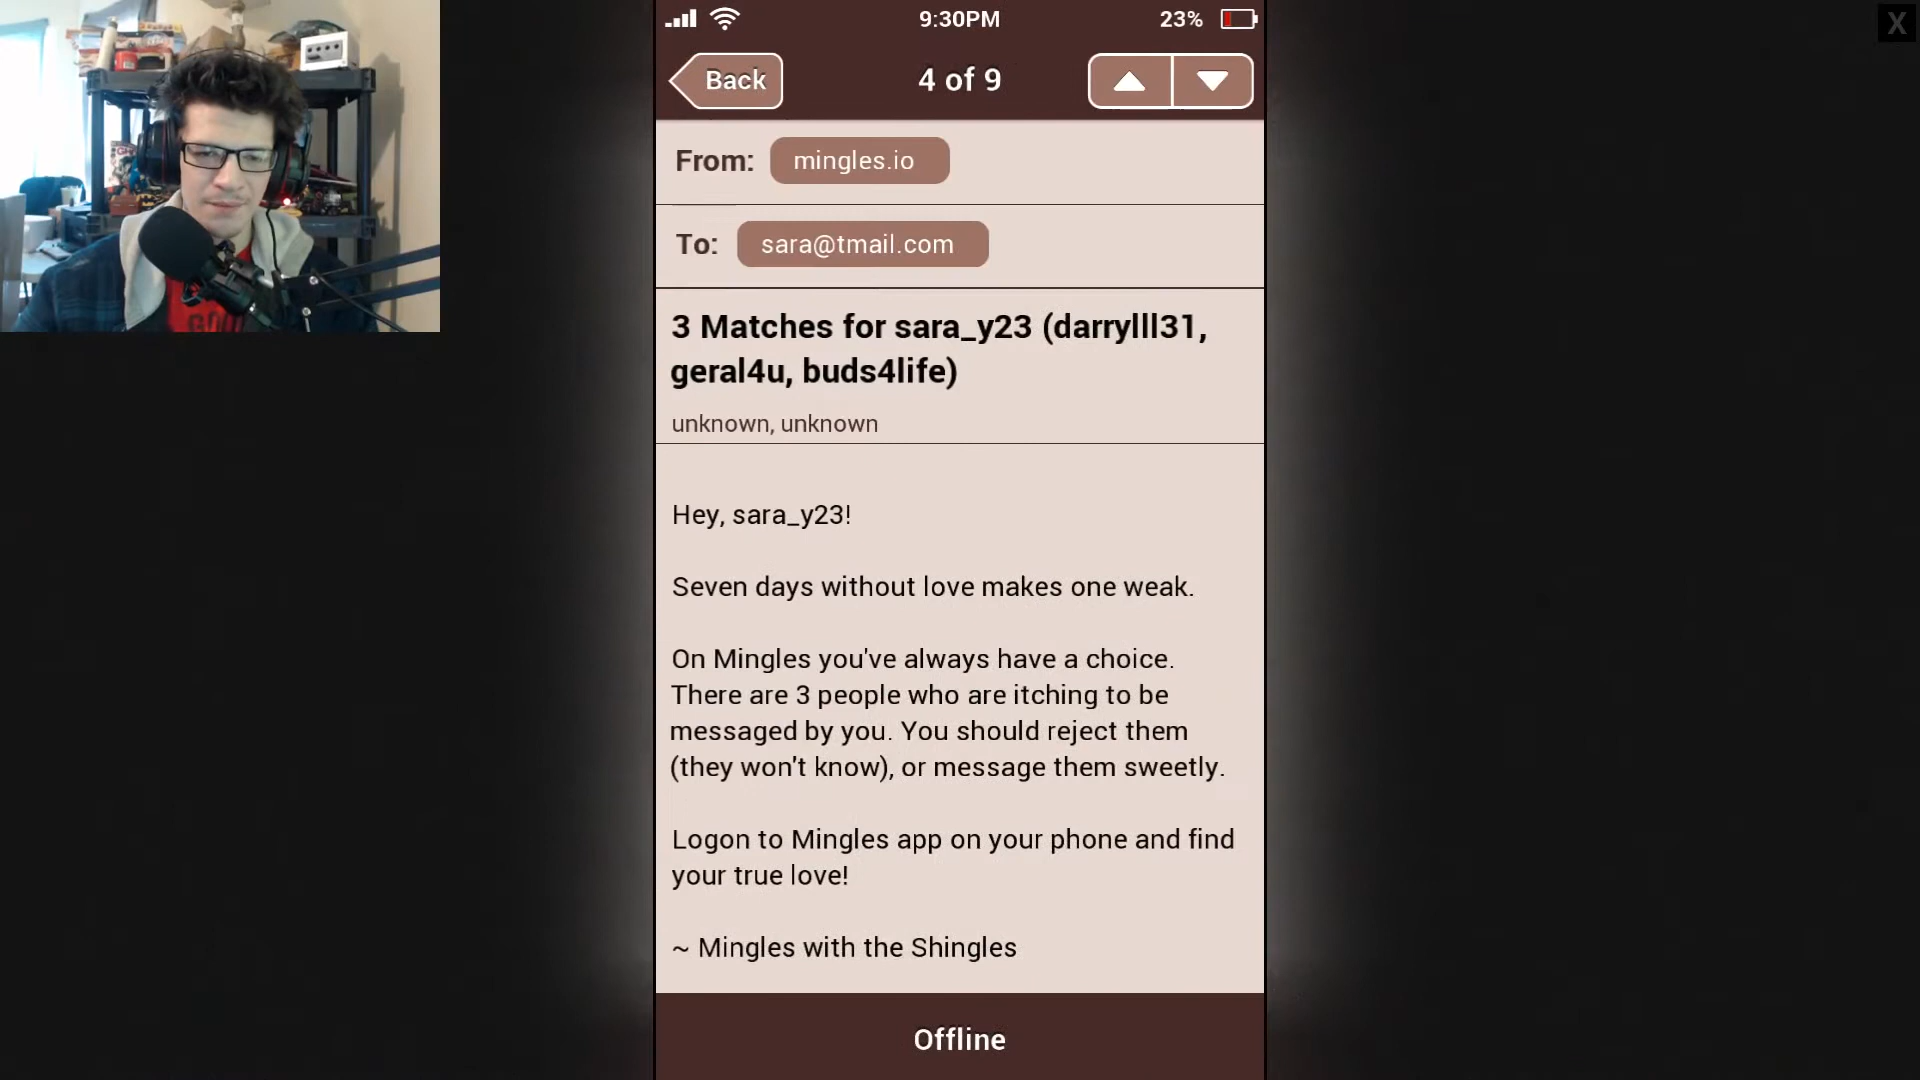 9:30PM
23%
X
Back
4 of 9
From: mingles.io
To: sara@tmail.com
3 Matches for sara_y23 (darrylll31,
geral4u, buds4life)
unknown, unknown
Hey, sara_y23!
Seven days without love makes one weak.
On Mingles you've always have a choice.
There are 3 people who are itching to be
messaged by you. You should reject them
(they won't know), or message them sweetly.
Logon to Mingles app on your phone and find
your true love!
~ Mingles with the Shingles
Offline